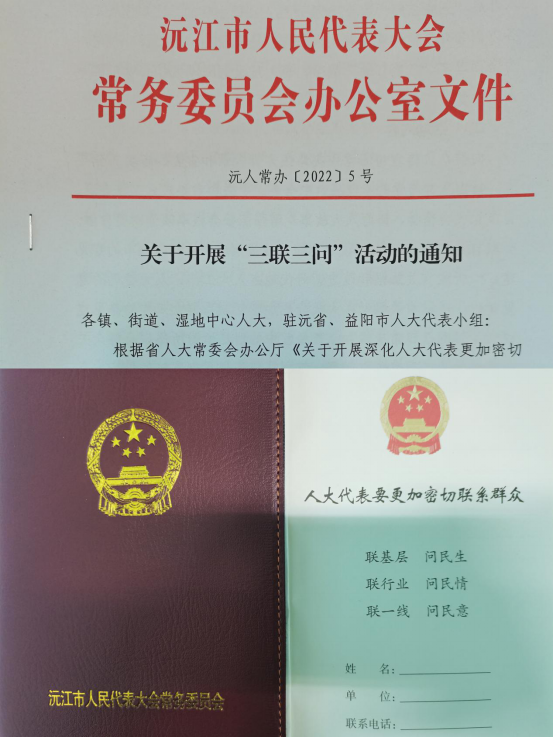 沅江市人民代表大会
常务委员会办公室文件
沅人常办〔2022〕5号
关于开展“三联三问”活动的通知
各镇、街道、湿地中心人大，驻沅省、益阳市人大代表小组：
根据省人大常委会办公厅《关于开展深化人大代表更加密切
沅江市人民代表大会常务委员会
人大代表要更加密切联系群众
联基层 问民生
联行业 问民情
联一线 问民意
姓 名：
单 位：
联系电话：